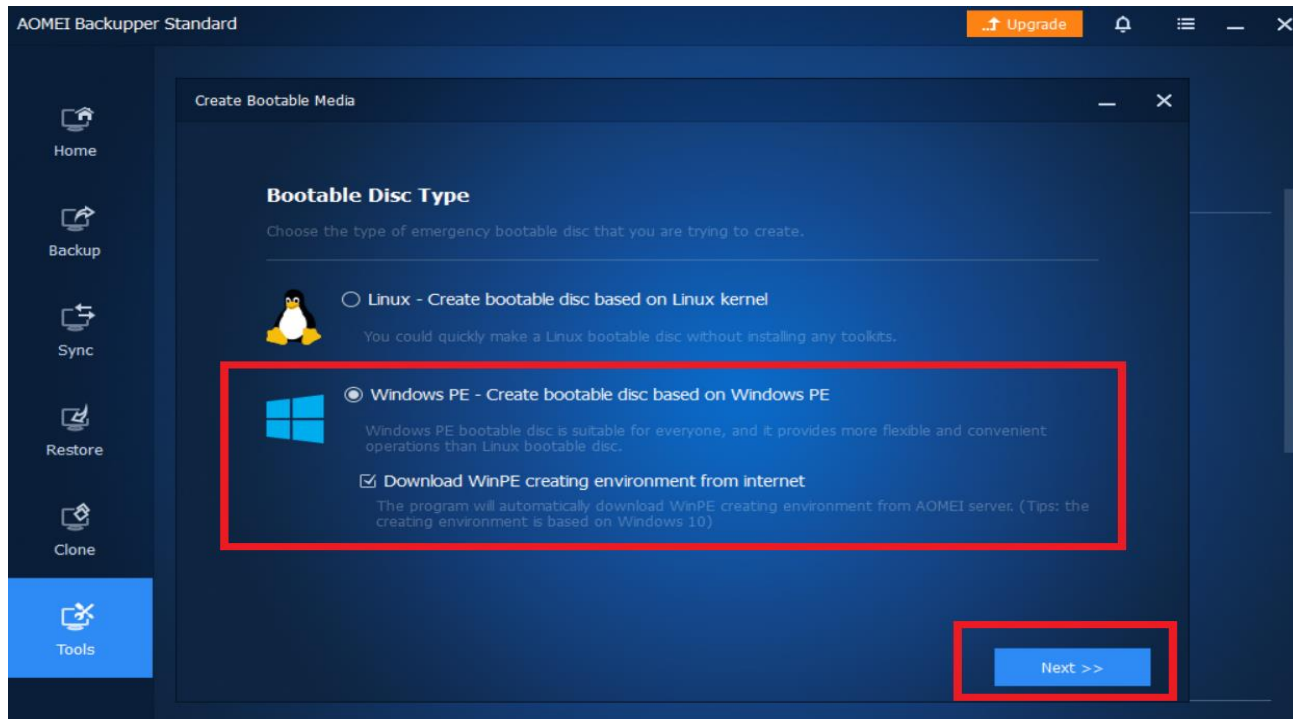 AOMEI Backupper Standard
Upgrade
Create Bootable Media
Home
Backup
Sync
Restore
Clone
Tools
Bootable Disc Type
Choose the type of emergency bootable disc that you are trying to create.
Linux - Create bootable disc based on Linux kernel
You could quickly make a Linux bootable disc without installing any toolkits.
Windows PE - Create bootable disc based on Windows PE
Windows PE bootable disc is suitable for everyone, and it provides more flexible and convenient
operations than Linux bootable disc.
Download WinPE creating environment from internet
The program will automatically download WinPE creating environment from AOMEI server. (Tips: the
creating environment is based on Windows 10)
Next >>